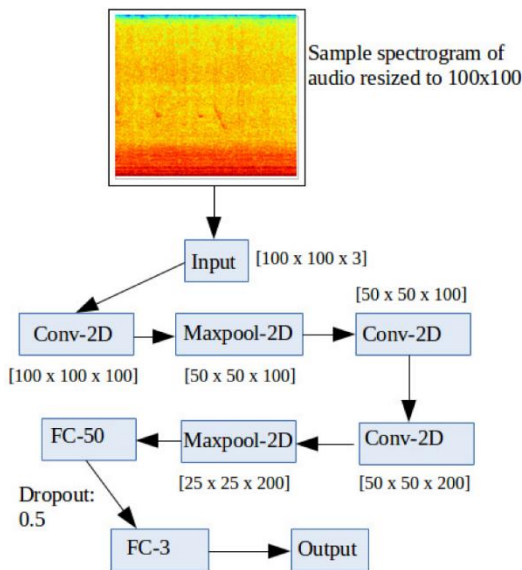 Sample spectrogram of
audio resized to 100x100
Input
[100 x 100 x 3]
[50 x 50 x 100]
Conv-2D
Maxpool-2D
Conv-2D
[100 x 100 x 100]
[50 x 50 x 100]
FC-50
Maxpool-2D
Conv-2D
[25 x 25 x 200]
[50 x 50 x 200]
Dropout:
0.5
FC-3
Output